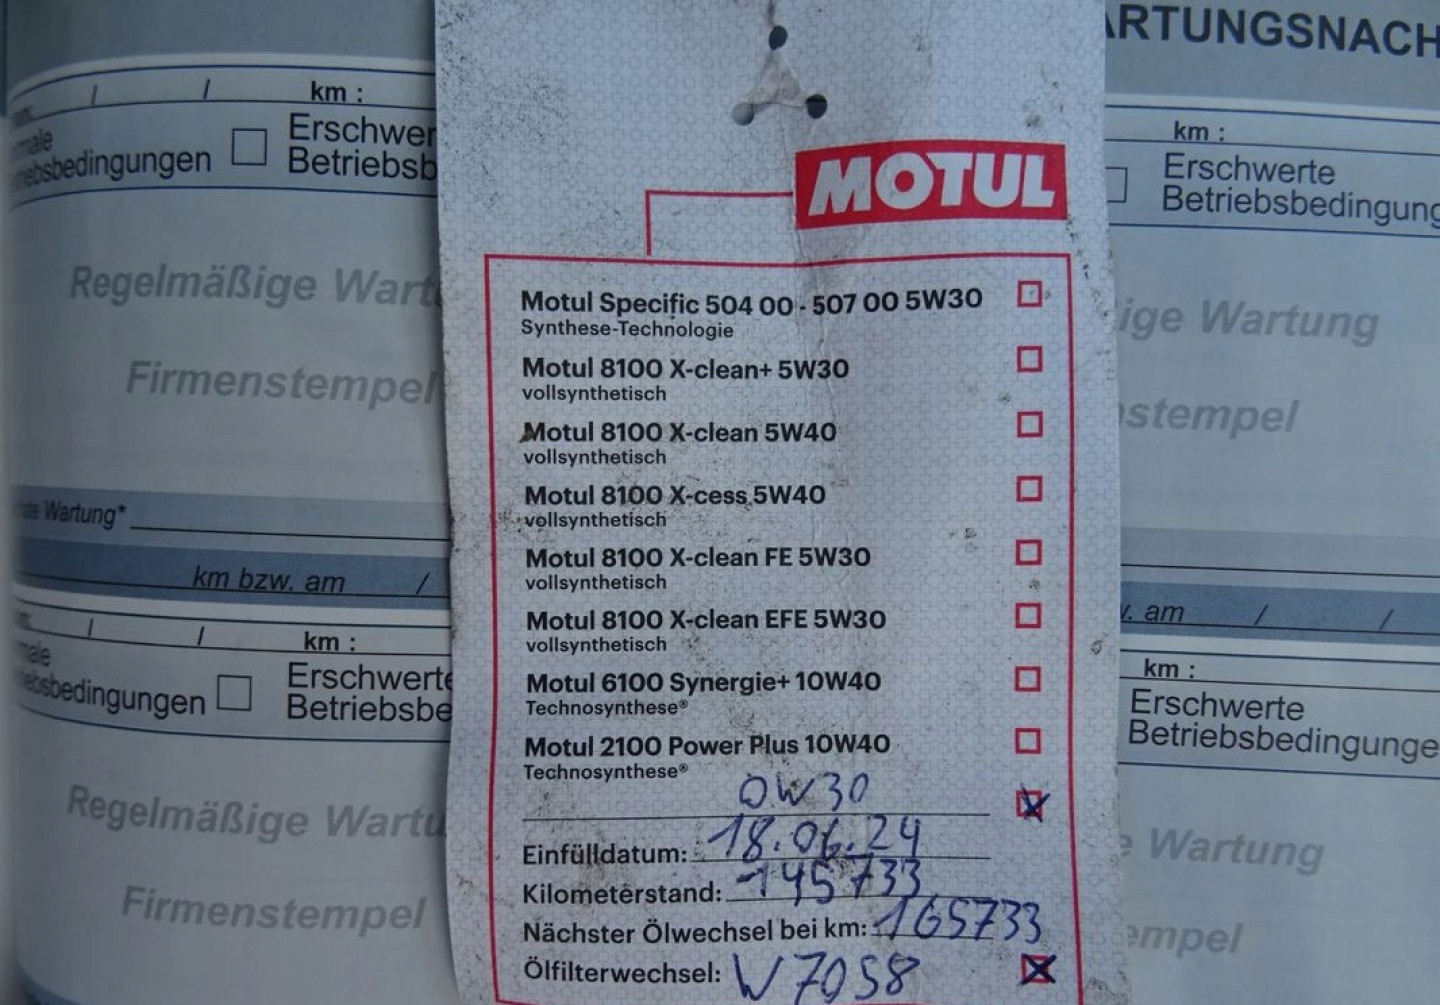 ARTUNGSNACH
km :
Erschwer
Betriebsb
ebsbedingungen
Regelmäßige Wart
Firmenstempel
Wartung*
km bzw. am / 
km :
Erschwerte
Betriebsbe
ebsbedingungen
Regelmäßige Wartu
Firmenstempel
MOTUL
Motul Specific 504 00 - 507 00 5W30
Synthese-Technologie
Motul 8100 X-clean+ 5W30
vollsynthetisch
Motul 8100 X-clean 5W40
vollsynthetisch
Motul 8100 X-cess 5W40
vollsynthetisch
Motul 8100 X-clean FE 5W30
vollsynthetisch
Motul 8100 X-clean EFE 5W30
vollsynthetisch
Motul 6100 Synergie+ 10W40
Technosynthese®
Motul 2100 Power Plus 10W40
Technosynthese®
0W30
Einfülldatum: 18.06.24
Kilometerstand: 145733
Nächster Ölwechsel bei km: 165733
Ölfilterwechsel: W7058
km :
Erschwerte
Betriebsbedingung
ige Wartung
nstempel
am / /
km :
Erschwerte
Betriebsbedingunge
e Wartung
empel